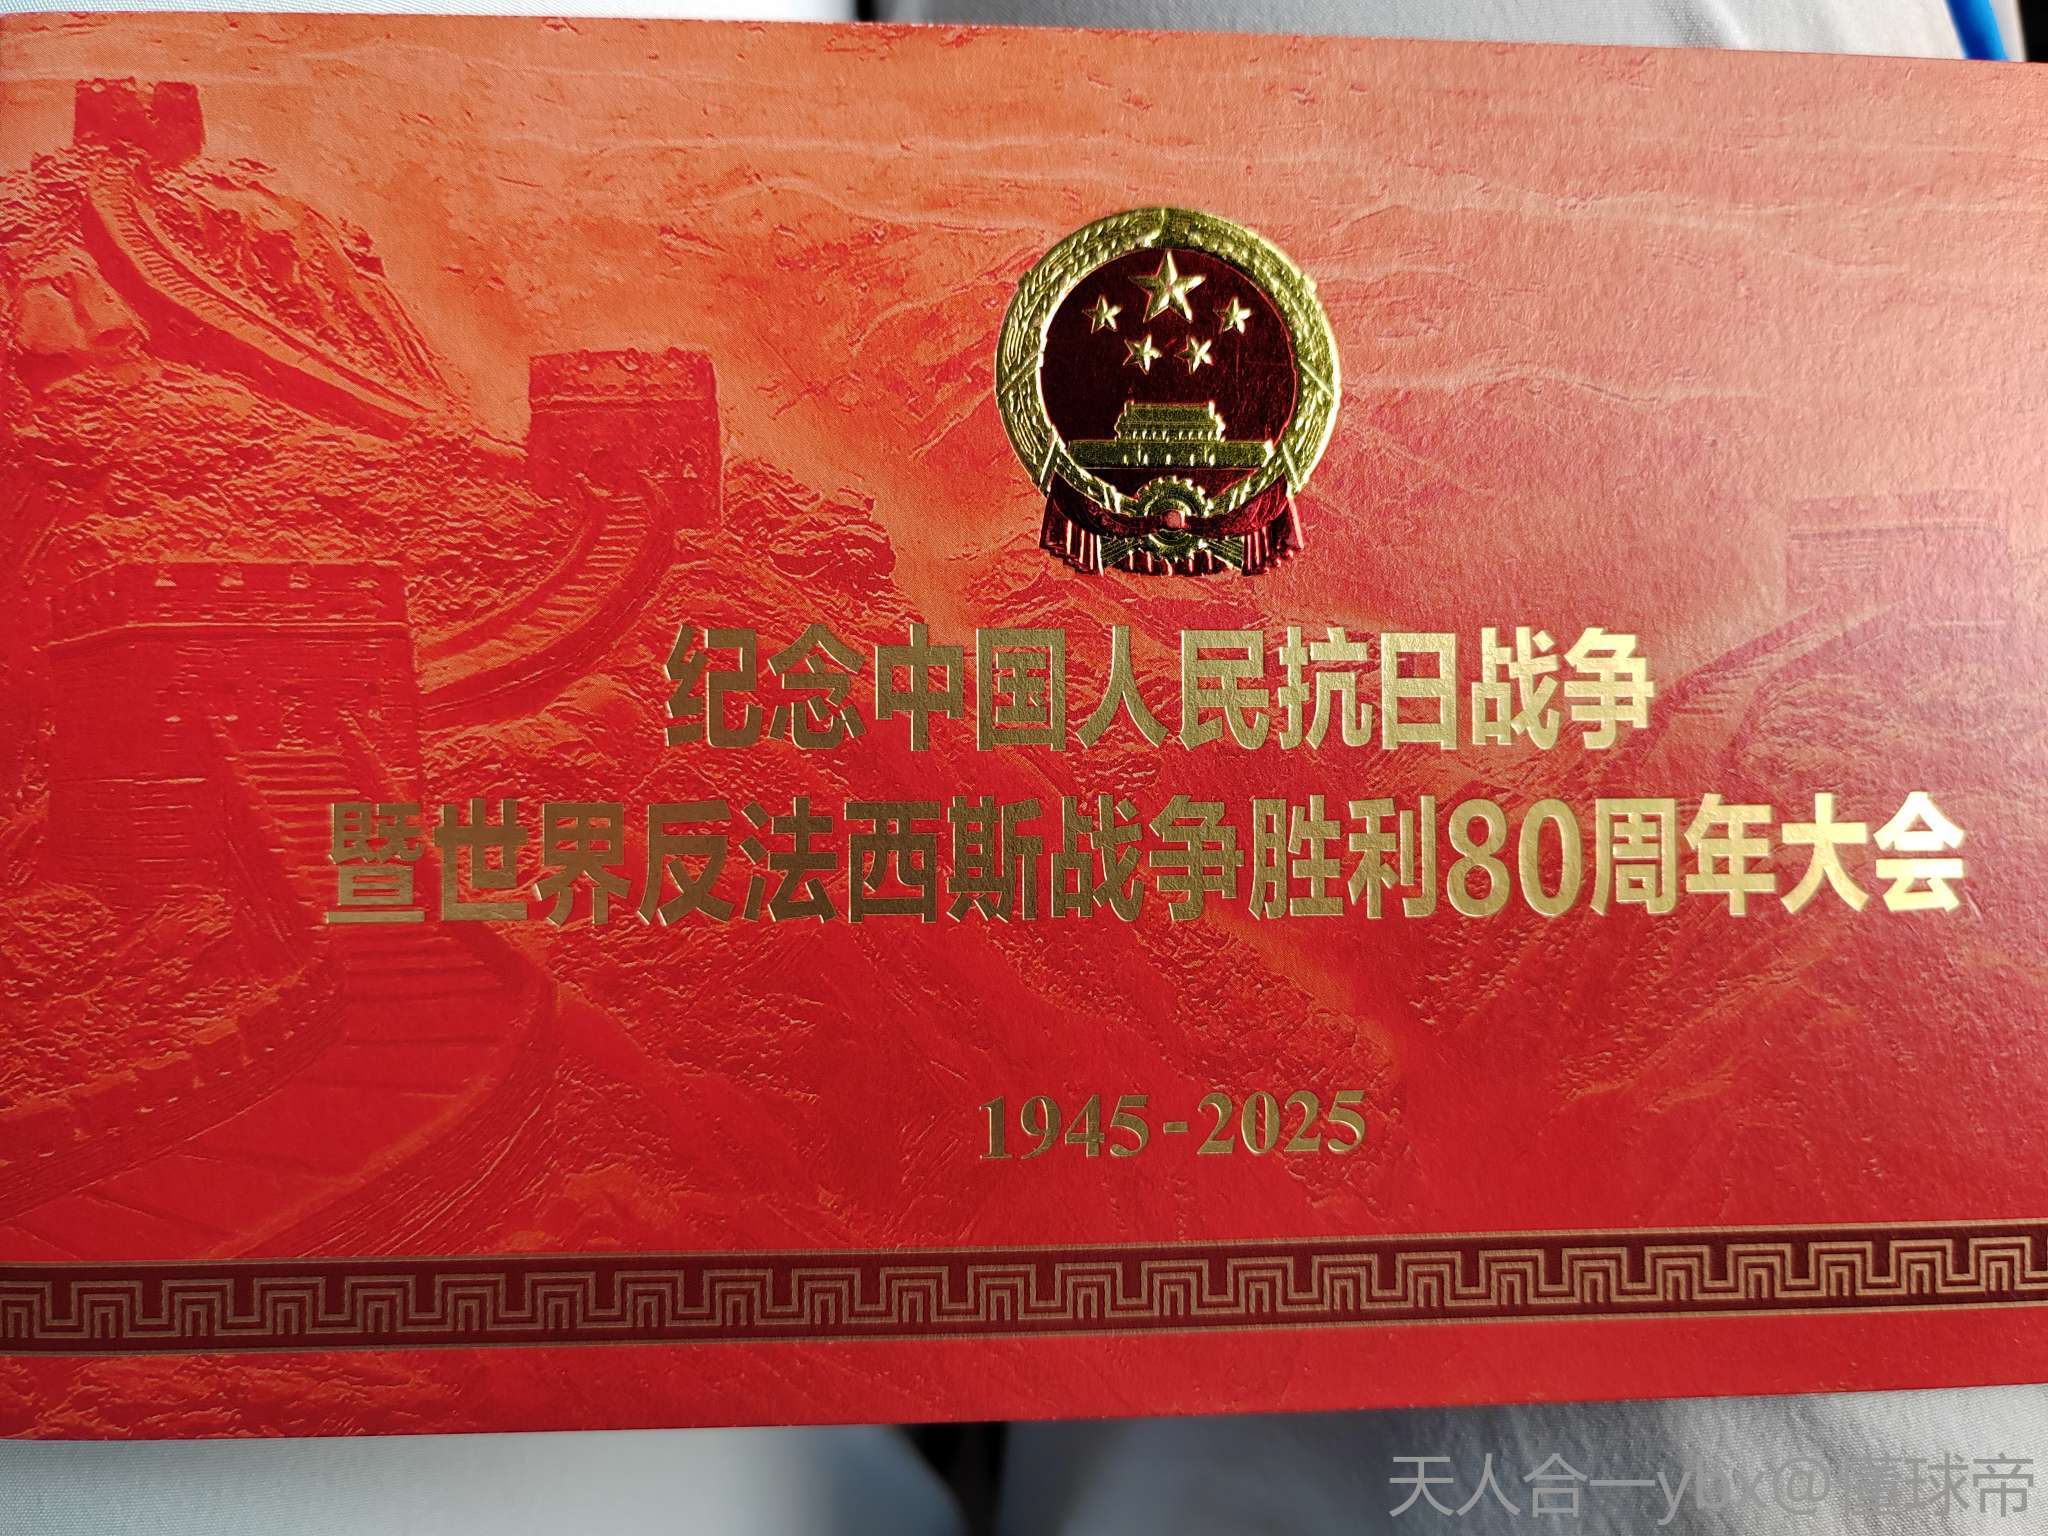 纪念中国人民抗日战争
暨世界反法西斯战争胜利80周年大会
1945-2025
天人合一ybx@懂球帝